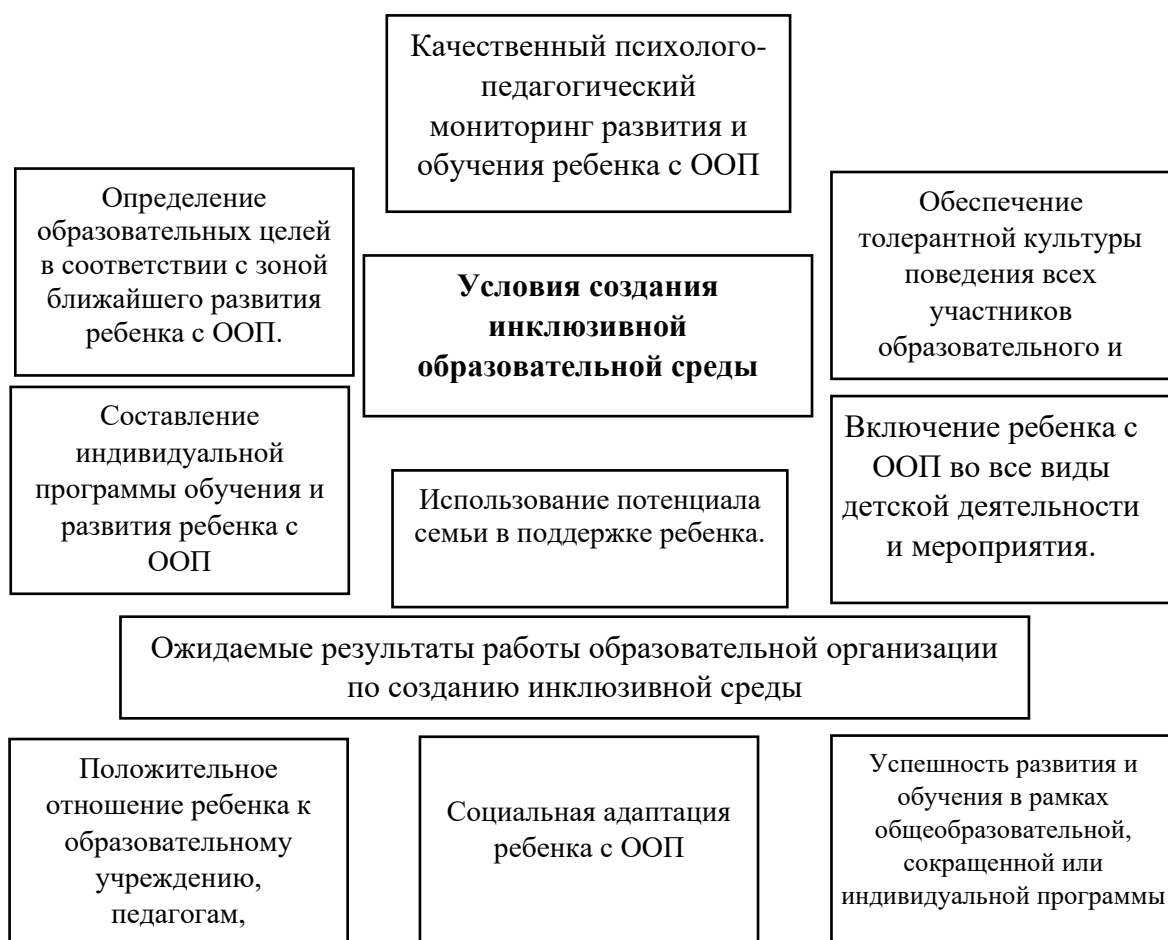 Качественный психолого-
педагогический
мониторинг развития и
обучения ребенка с ООП
Определение
образовательных целей
в соответствии с зоной
ближайшего развития
ребенка с ООП.
Обеспечение
толерантной культуры
поведения всех
участников
образовательного и
Условия создания
инклюзивной
образовательной среды
Составление
индивидуальной
программы обучения и
развития ребенка с
ООП
Использование потенциала
семьи в поддержке ребенка.
Включение ребенка с
ООП во все виды
детской деятельности
и мероприятия.
Ожидаемые результаты работы образовательной организации
по созданию инклюзивной среды
Положительное
отношение ребенка к
образовательному
учреждению,
педагогам,
Социальная адаптация
ребенка с ООП
Успешность развития и
обучения в рамках
общеобразовательной,
сокращенной или
индивидуальной программы